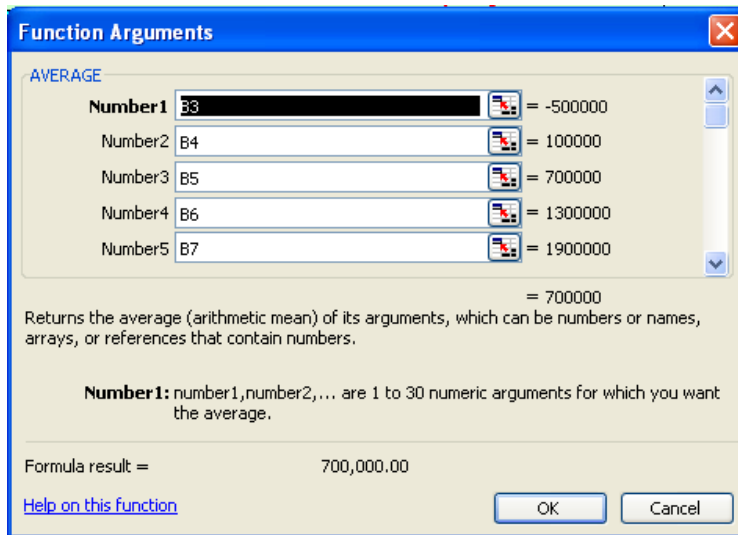 Function Arguments
AVERAGE
Number1 B3 = -500000
Number2 B4 = 100000
Number3 B5 = 700000
Number4 B6 = 1300000
Number5 B7 = 1900000
= 700000
Returns the average (arithmetic mean) of its arguments, which can be numbers or names,
arrays, or references that contain numbers.
Number1: number1,number2,... are 1 to 30 numeric arguments for which you want
the average.
Formula result = 700,000.00
Help on this function OK Cancel